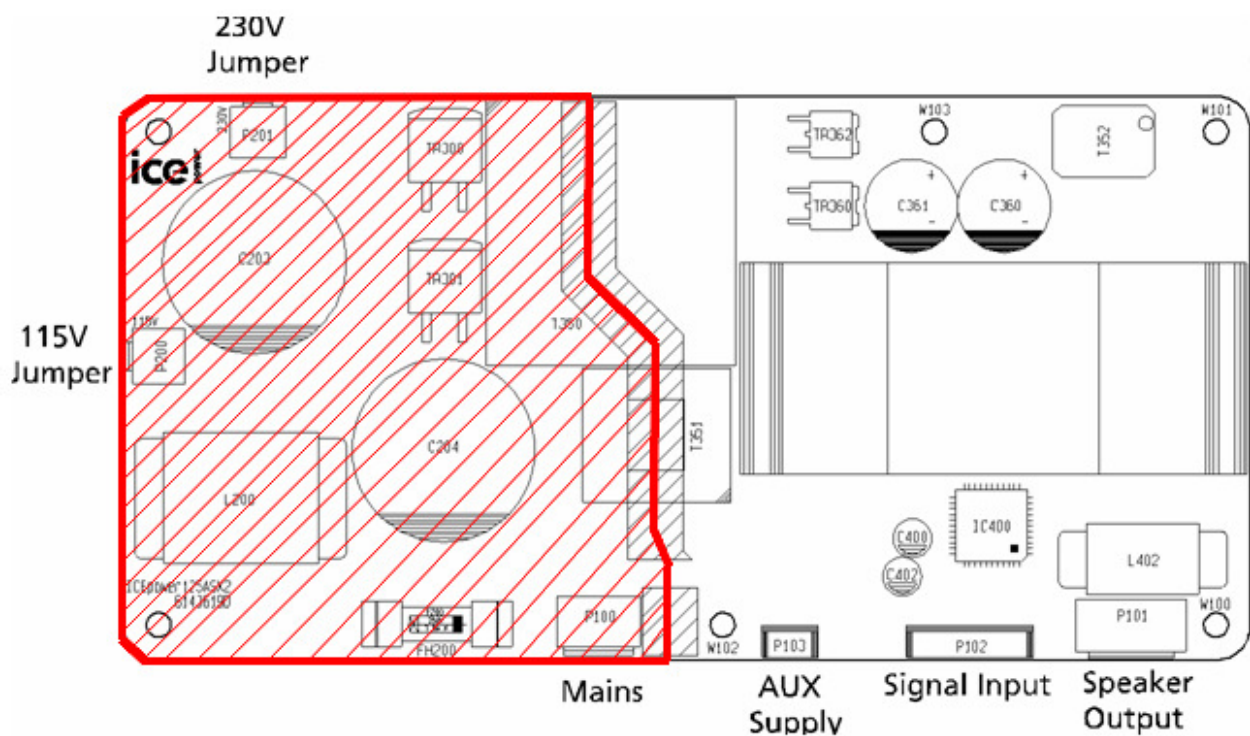 230V
Jumper
230V
P201
ice power
TR300
TR362
W103
T352
W101
C203
TR360
C361
+
-
C360
+
-
TR301
115V
Jumper
115V
P200
T350
C204
T351
L200
IC400
C400
C402
L402
ICEpower125ASX2
P100
FH200
W102
P103
P102
P101
W100
Mains
AUX
Supply
Signal Input
Speaker
Output